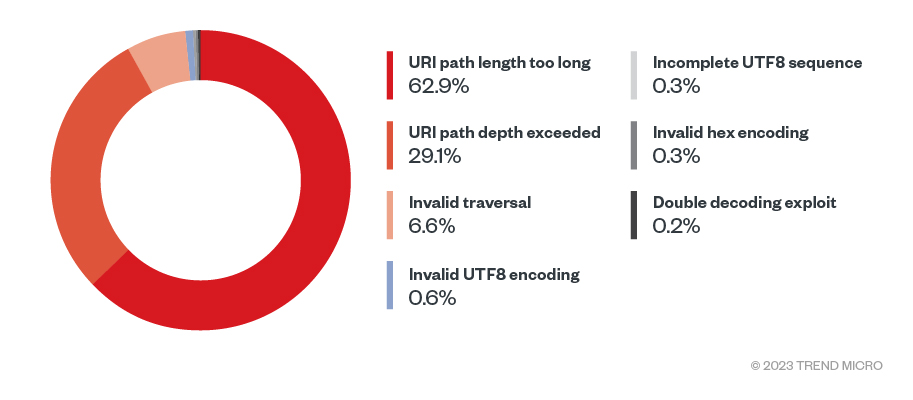 URI path length too long
62.9%
URI path depth exceeded
29.1%
Invalid traversal
6.6%
Invalid UTF8 encoding
0.6%
Incomplete UTF8 sequence
0.3%
Invalid hex encoding
0.3%
Double decoding exploit
0.2%
© 2023 TREND MICRO